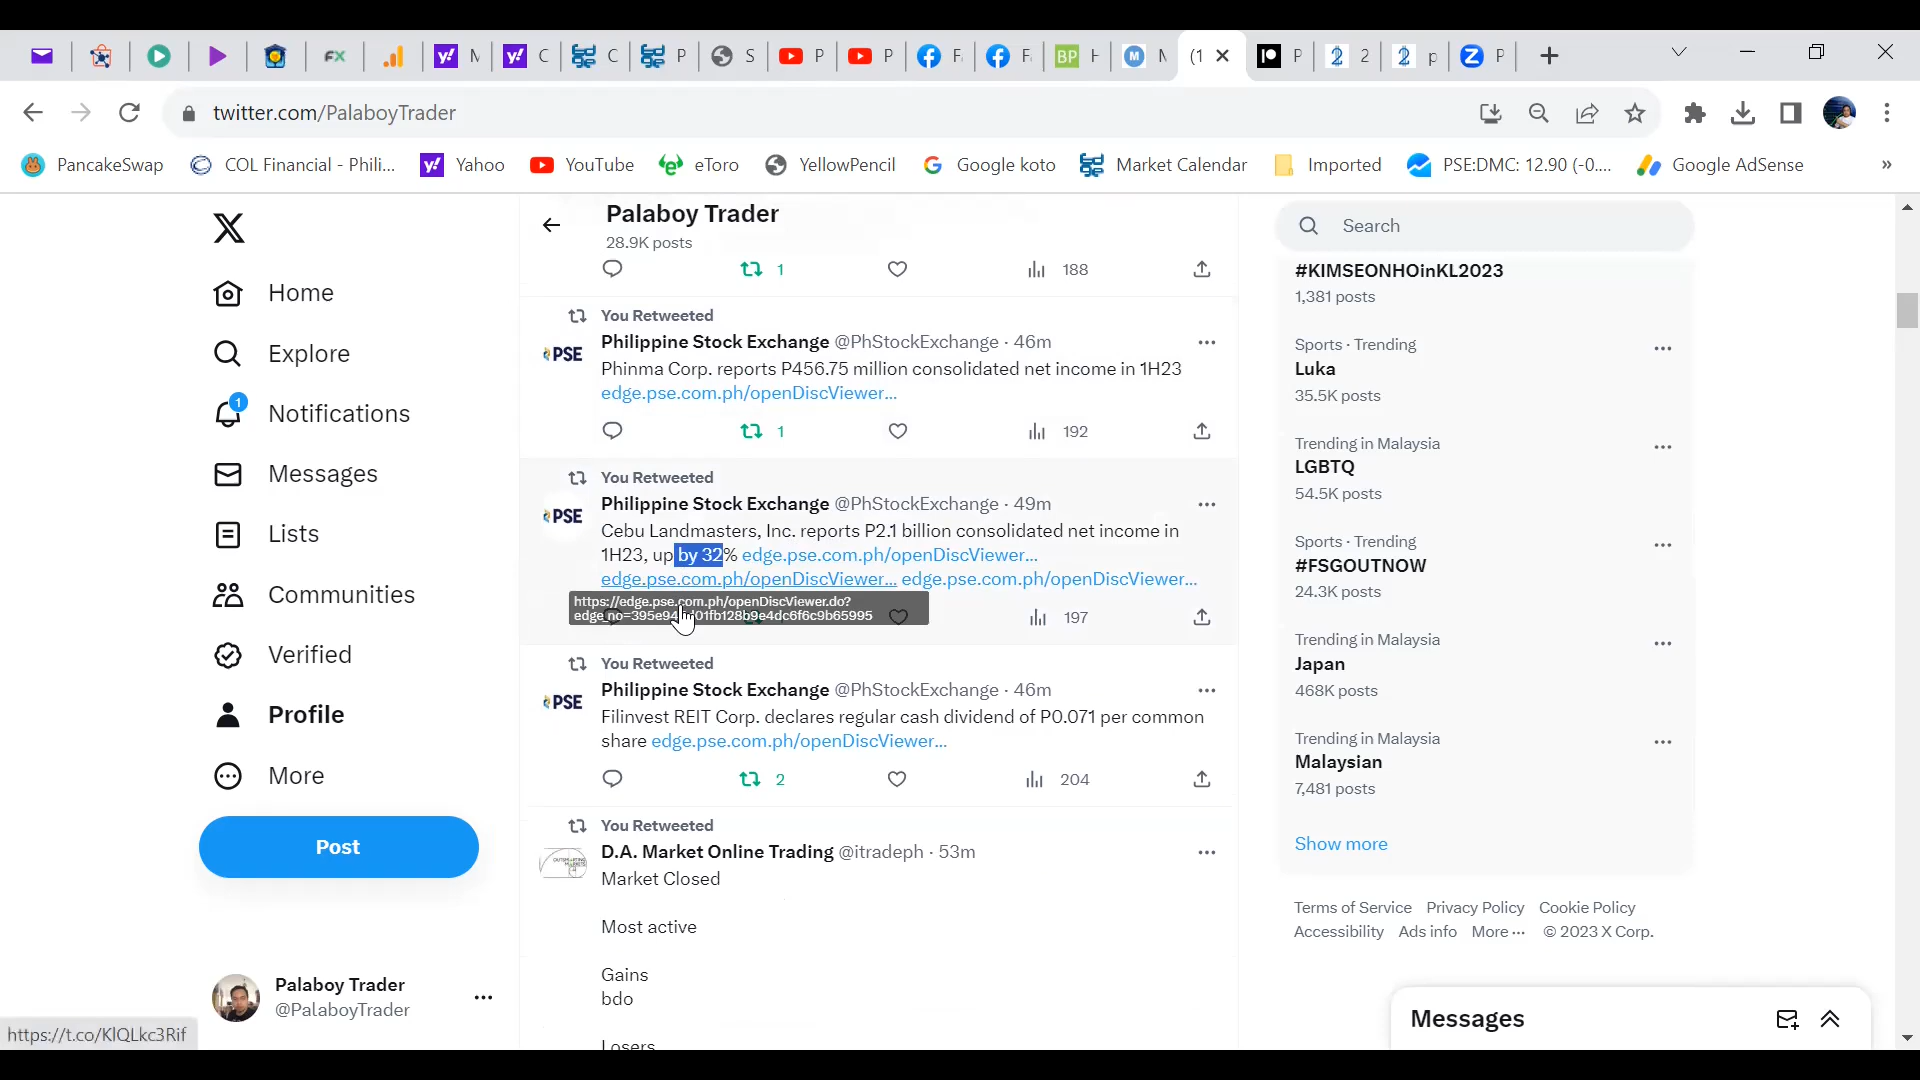 M
C
C
P
S
P
P
F
F
BP
H
M
(1
P
2
p
P
twitter.com/PalaboyTrader
PancakeSwap
COL Financial - Phili...
Yahoo
YouTube
eToro
YellowPencil
Google koto
Market Calendar
Imported
PSE:DMC: 12.90 (-0....
Google AdSense
»
Home
Explore
1
Notifications
Messages
Lists
Communities
Verified
Profile
More
Post
Palaboy Trader
@PalaboyTrader
https://t.co/KlQLkc3Rif
Palaboy Trader
28.9K posts
1
188
You Retweeted
Philippine Stock Exchange @PhStockExchange · 46m
PSE
Phinma Corp. reports P456.75 million consolidated net income in 1H23
edge.pse.com.ph/openDiscViewer...
1
192
You Retweeted
Philippine Stock Exchange @PhStockExchange · 49m
PSE
Cebu Landmasters, Inc. reports P2.1 billion consolidated net income in
1H23, up by 32% edge.pse.com.ph/openDiscViewer...
edge.pse.com.ph/openDiscViewer... edge.pse.com.ph/openDiscViewer...
https://edge.pse.com.ph/openDiscViewer.do?
197
You Retweeted
Philippine Stock Exchange @PhStockExchange · 46m
PSE
Filinvest REIT Corp. declares regular cash dividend of P0.071 per common
share edge.pse.com.ph/openDiscViewer...
2
204
You Retweeted
D.A. Market Online Trading @itradeph · 53m
Market Closed
Most active
Gains
bdo
Losers
Search
#KIMSEONHOinKL2023
1,381 posts
Sports · Trending
Luka
35.5K posts
Trending in Malaysia
LGBTQ
54.5K posts
Sports · Trending
#FSGOUTNOW
24.3K posts
Trending in Malaysia
Japan
468K posts
Trending in Malaysia
Malaysian
7,481 posts
Show more
Terms of Service Privacy Policy Cookie Policy
Accessibility Ads info More ··· © 2023 X Corp.
Messages